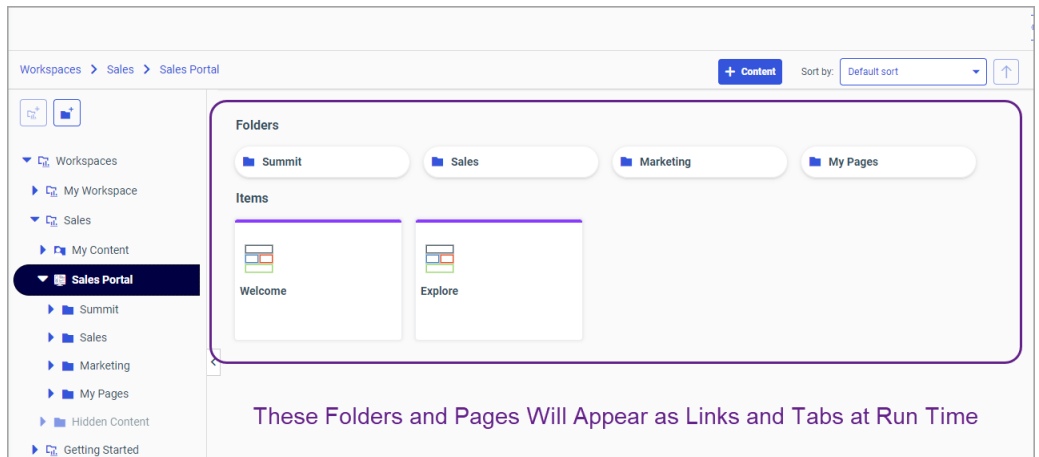 Workspaces > Sales > Sales Portal
+ Content
Sort by: Default sort
Workspaces
My Workspace
Sales
My Content
Sales Portal
Summit
Sales
Marketing
My Pages
Hidden Content
Getting Started
Folders
Summit Sales Marketing My Pages
Items
Welcome Explore
These Folders and Pages Will Appear as Links and Tabs at Run Time